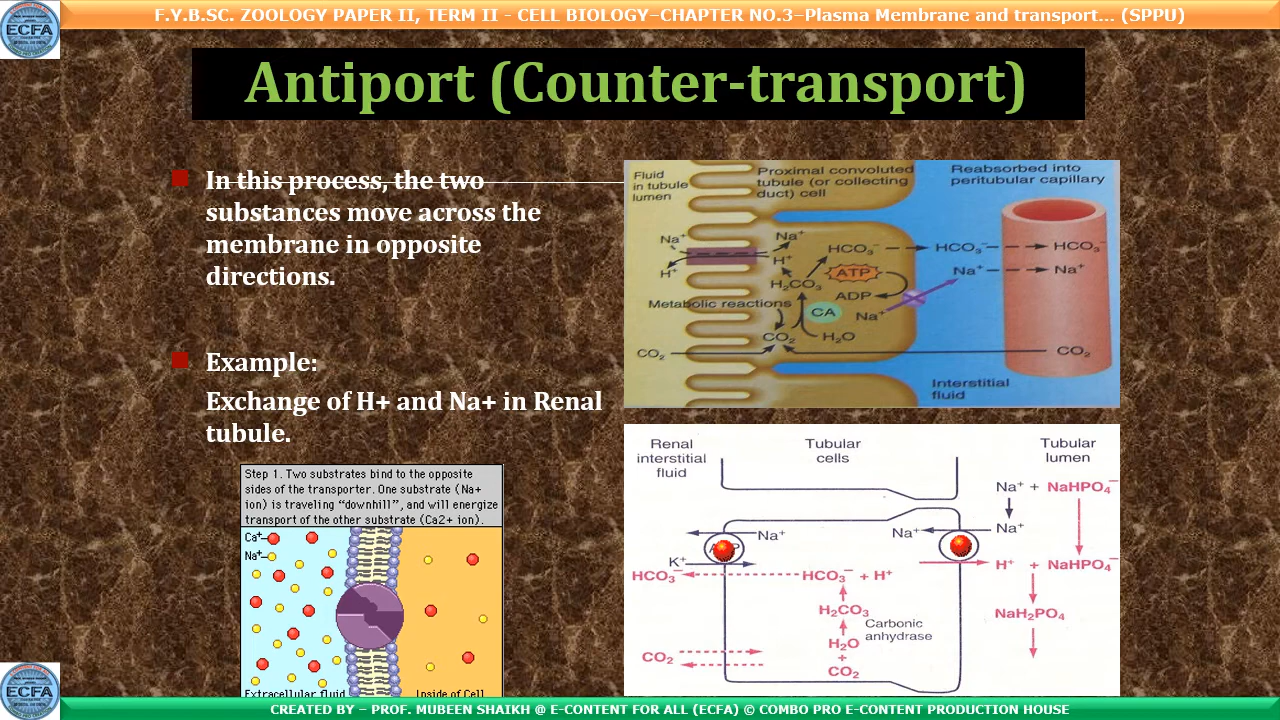 F.Y.B.SC. ZOOLOGY PAPER II, TERM II - CELL BIOLOGY–CHAPTER NO.3–Plasma Membrane and transport... (SPPU)
ECFA
Antiport (Counter-transport)
In this process, the two
substances move across the
membrane in opposite
directions.
Example:
Exchange of H+ and Na+ in Renal
tubule.
Step 1. Two substrates bind to the opposite
sides of the transporter. One substrate (Na+
ion) is traveling “downhill”, and will energize
transport of the other substrate (Ca2+ ion).
Ca+
Na+
Extracellular fluid
Inside of Cell
Fluid
in tubule
lumen
Proximal convoluted
tubule (or collecting
duct) cell
Reabsorbed into
peritubular capillary
Na⁺
Na⁺
H⁺
H⁺
HCO₃⁻
HCO₃⁻
HCO₃⁻
ATP
Na⁺
Na⁺
H₂CO₃
ADP
Metabolic reactions
CA
Na⁺
CO₂
H₂O
CO₂
CO₂
Interstitial
fluid
Renal
interstitial
fluid
Tubular
cells
Tubular
lumen
Na⁺ + NaHPO₄⁻
Na⁺
Na⁺
Na⁺
K⁺
H⁺ + NaHPO₄⁻
HCO₃⁻
HCO₃⁻ + H⁺
H₂CO₃
NaH₂PO₄
Carbonic
anhydrase
H₂O
+
CO₂
CO₂
ECFA
CREATED BY – PROF. MUBEEN SHAIKH @ E-CONTENT FOR ALL (ECFA) © COMBO PRO E-CONTENT PRODUCTION HOUSE